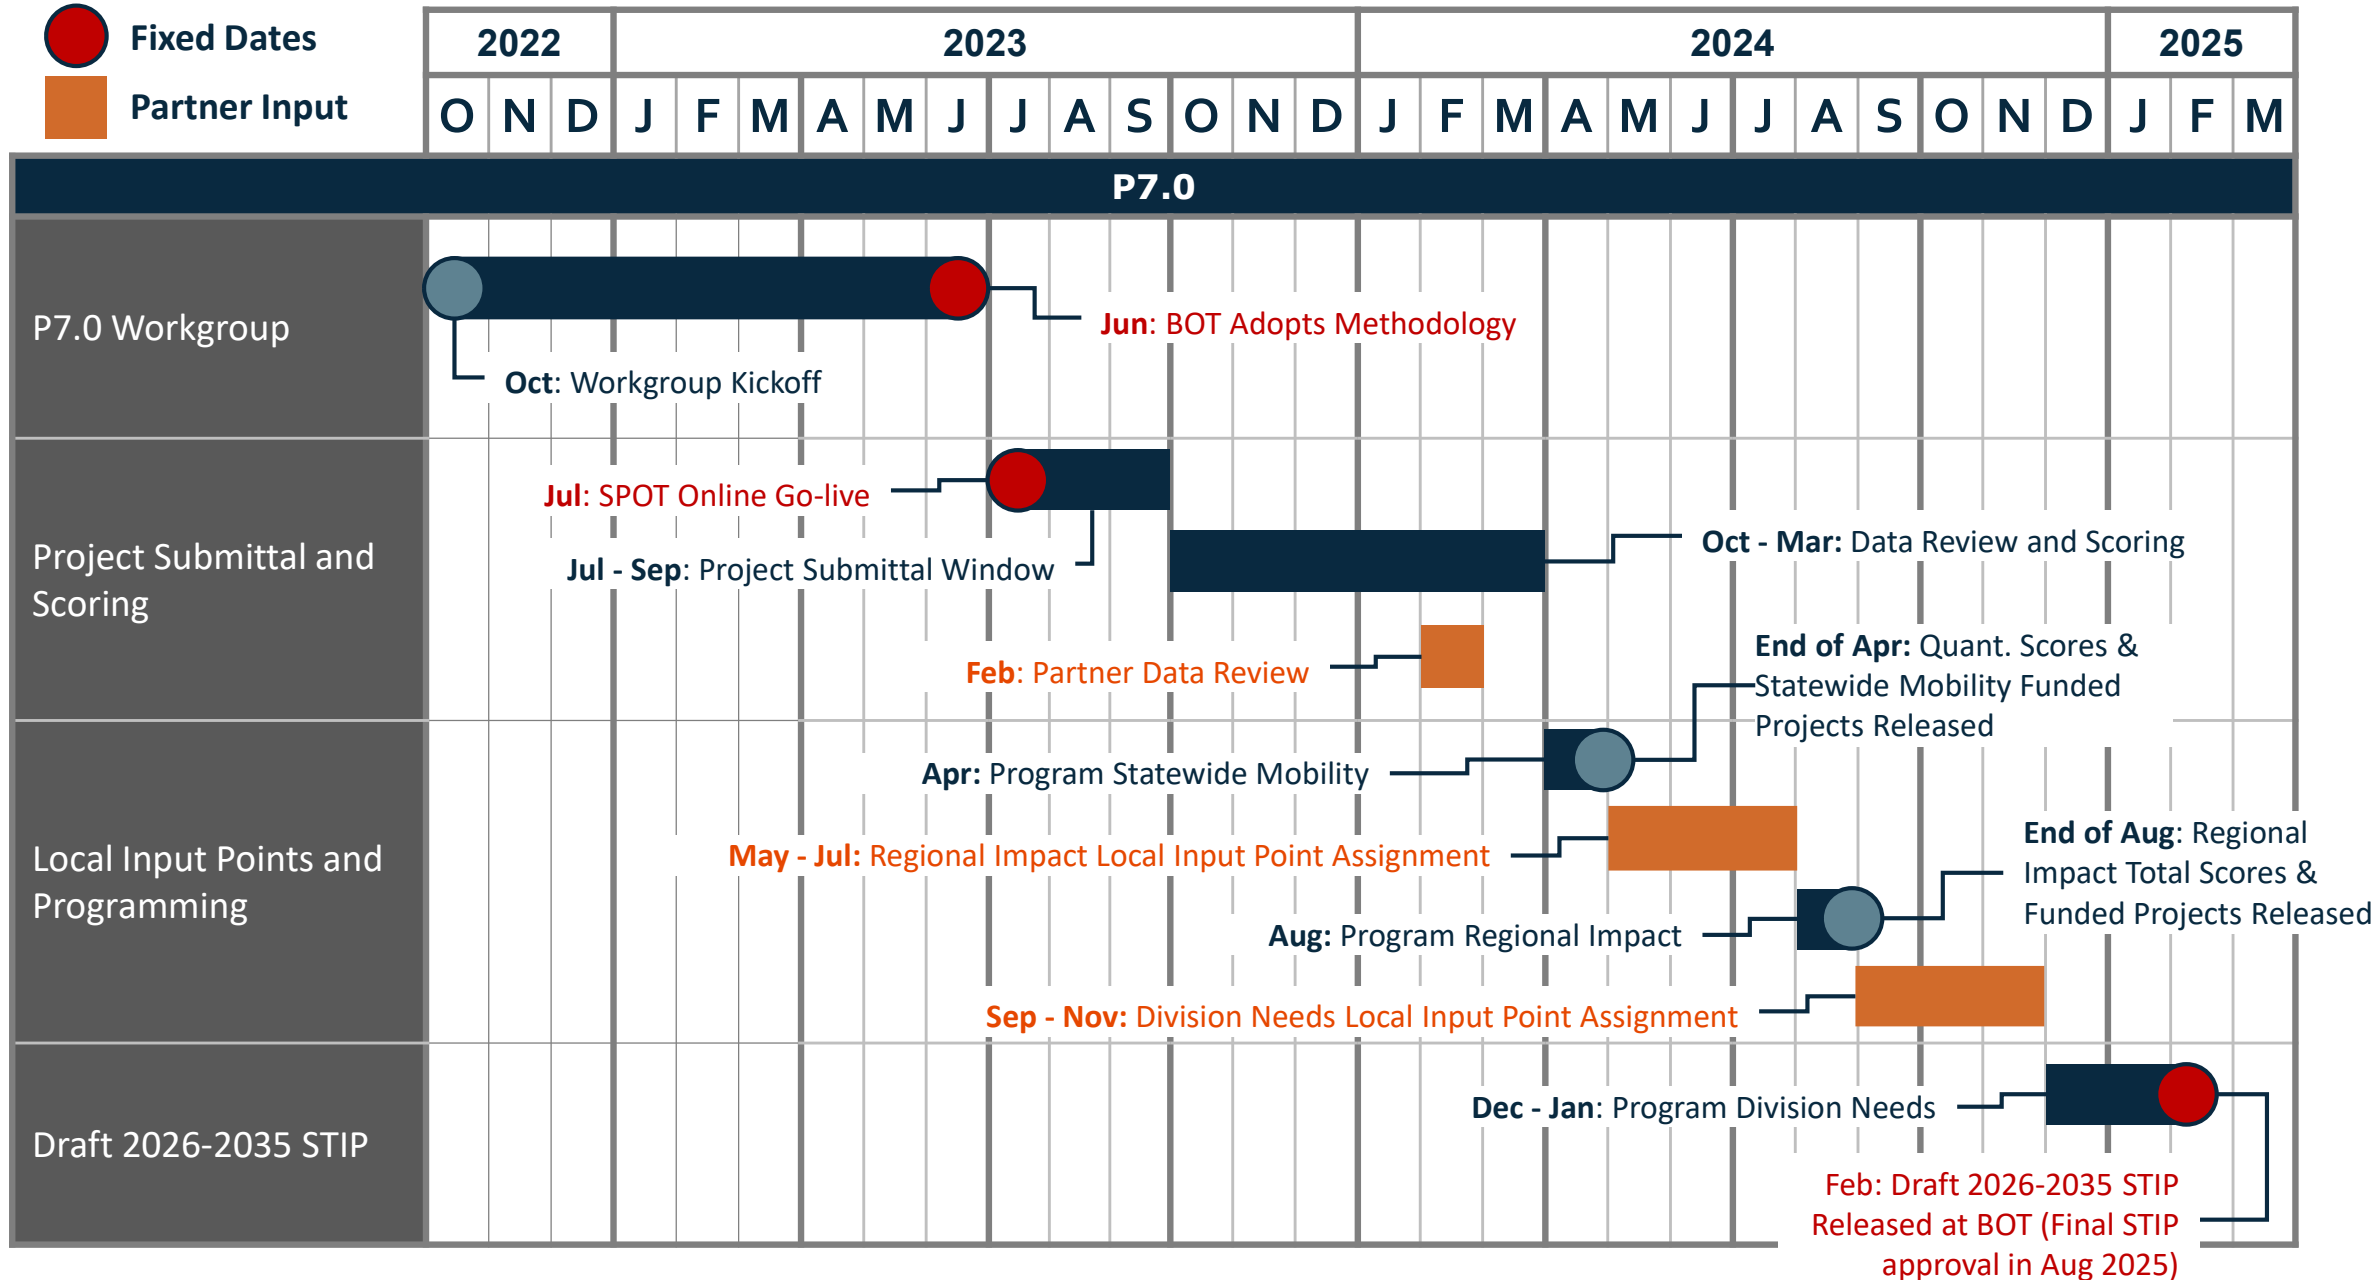 Fixed Dates
Partner Input
2022 2023 2024 2025
O N D J F M A M J J A S O N D J F M A M J J A S O N D J F M
P7.0
P7.0 Workgroup
Jun: BOT Adopts Methodology
Oct: Workgroup Kickoff
Project Submittal and
Scoring
Jul: SPOT Online Go-live
Jul - Sep: Project Submittal Window
Oct - Mar: Data Review and Scoring
Feb: Partner Data Review
End of Apr: Quant. Scores &
Statewide Mobility Funded
Projects Released
Local Input Points and
Programming
Apr: Program Statewide Mobility
May - Jul: Regional Impact Local Input Point Assignment
End of Aug: Regional
Impact Total Scores &
Funded Projects Released
Aug: Program Regional Impact
Sep - Nov: Division Needs Local Input Point Assignment
Draft 2026-2035 STIP
Dec - Jan: Program Division Needs
Feb: Draft 2026-2035 STIP
Released at BOT (Final STIP
approval in Aug 2025)